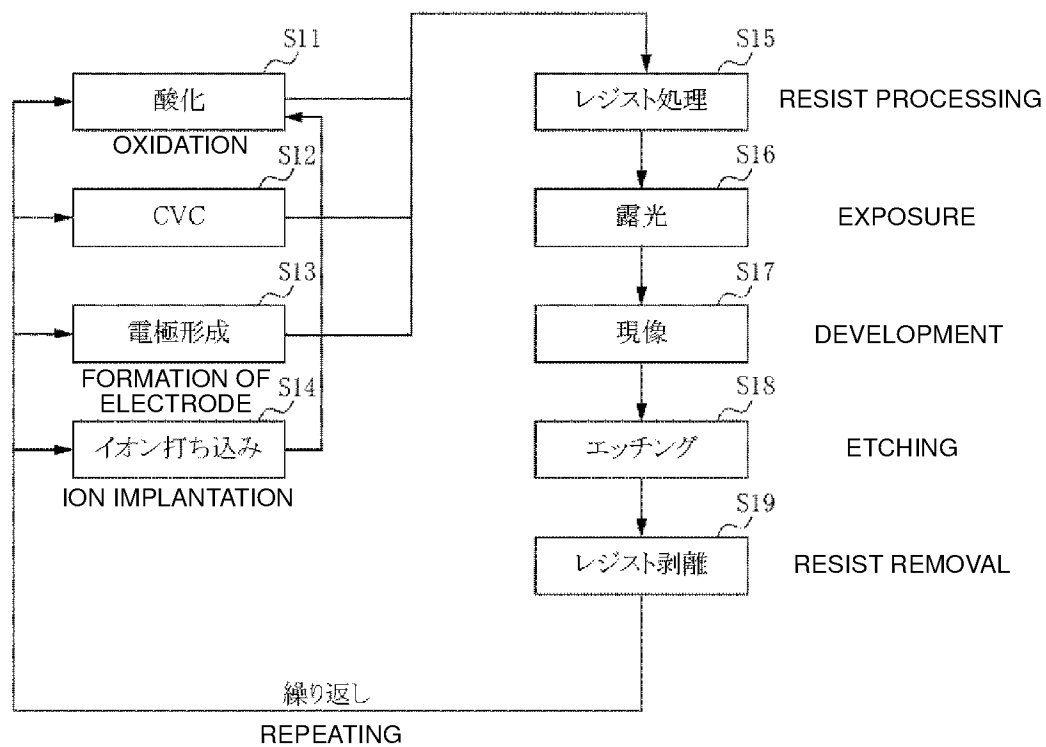 S11
酸化
OXIDATION
S12
CVC
S13
電極形成
FORMATION OF
ELECTRODE
S14
イオン打ち込み
ION IMPLANTATION
S15
レジスト処理
RESIST PROCESSING
S16
露光
EXPOSURE
S17
現像
DEVELOPMENT
S18
エッチング
ETCHING
S19
レジスト剥離
RESIST REMOVAL
繰り返し
REPEATING